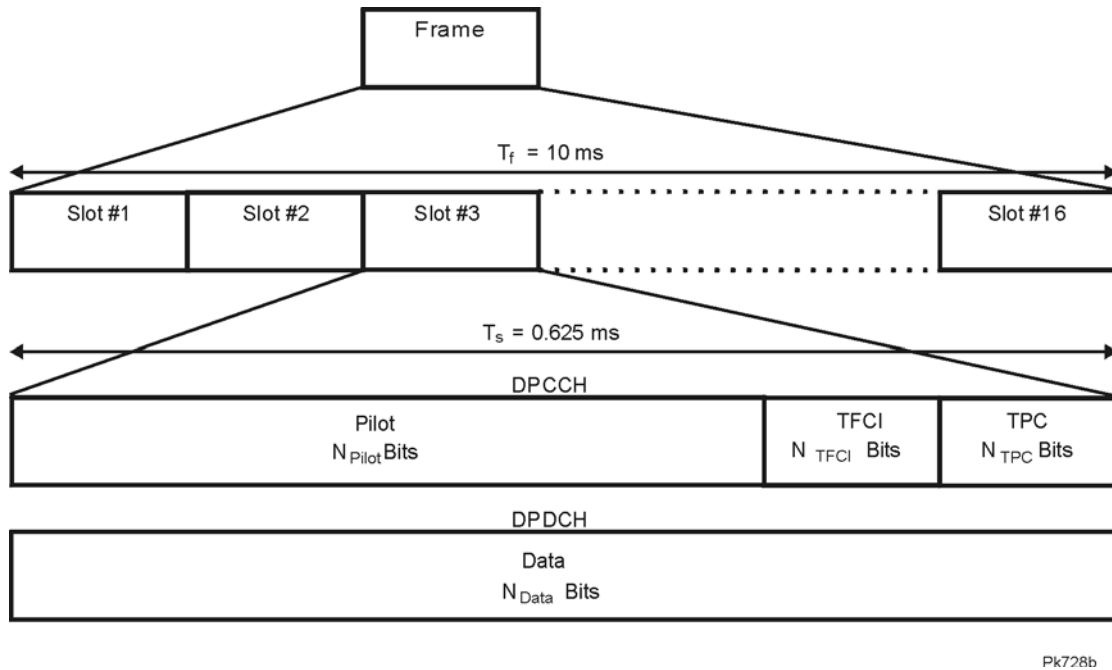 Frame
T_f = 10 ms
Slot #1 Slot #2 Slot #3 Slot #16
T_s = 0.625 ms
DPCCH
Pilot TFCI TPC
N_Pilot Bits N_TFCI Bits N_TPC Bits
DPDCH
Data
N_Data Bits
Pk728b